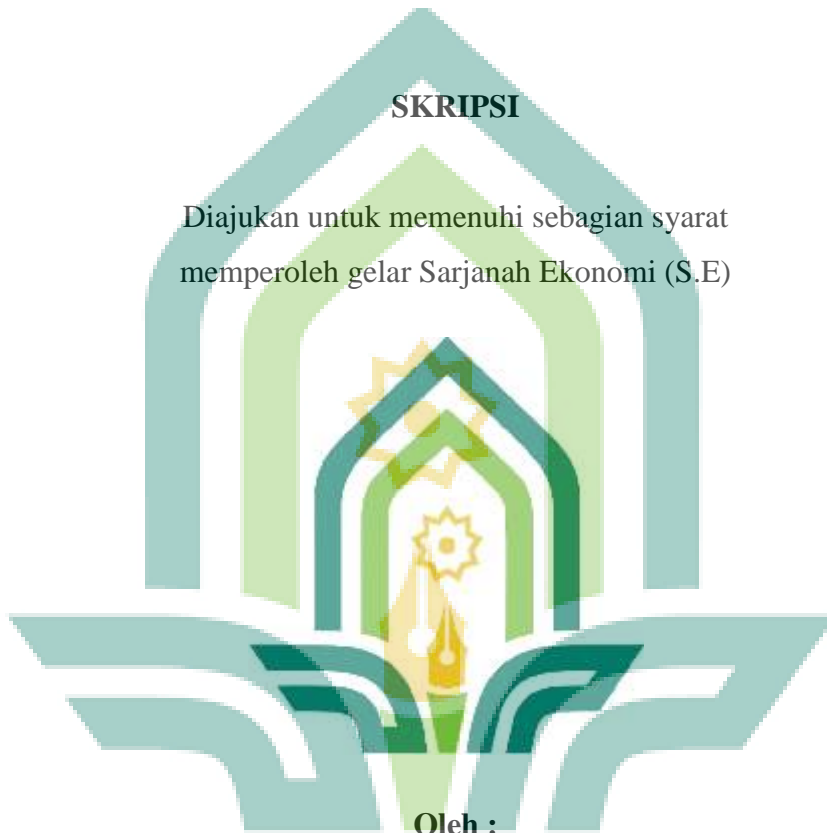 SKRIPSI
Diajukan untuk memenuhi sebagian syarat
memperoleh gelar Sarjanah Ekonomi (S.E)
Oleh :